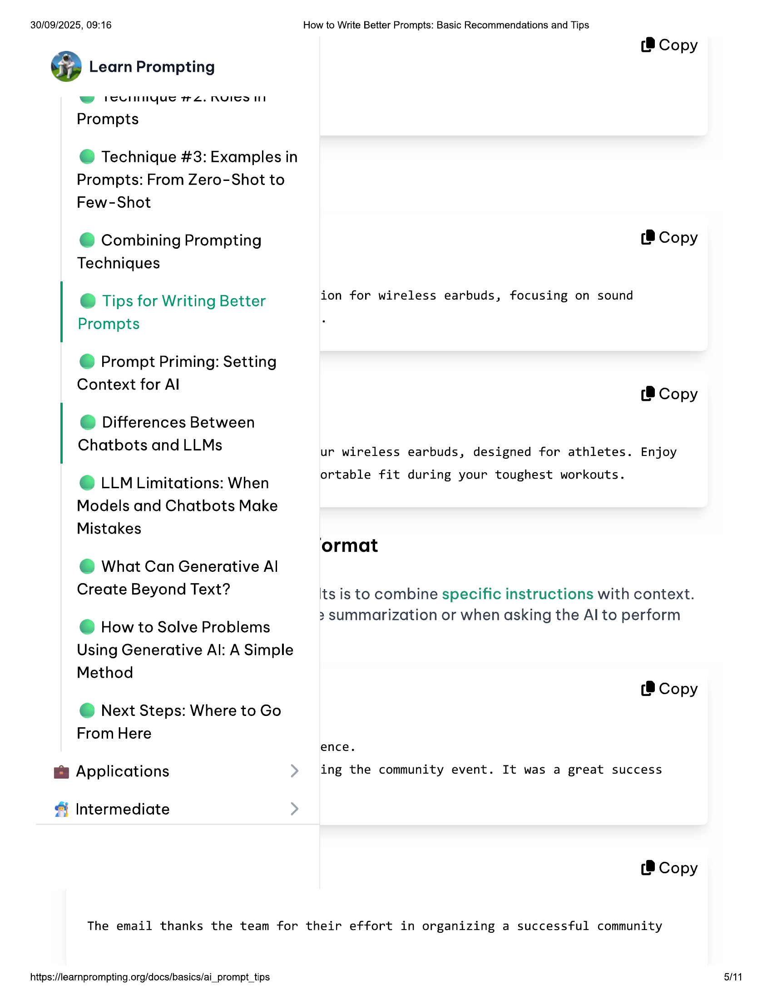 30/09/2025, 09:16
How to Write Better Prompts: Basic Recommendations and Tips
Learn Prompting
Technique #2: Roles in
Prompts
Technique #3: Examples in
Prompts: From Zero-Shot to
Few-Shot
Combining Prompting
Techniques
Tips for Writing Better
Prompts
Prompt Priming: Setting
Context for AI
Differences Between
Chatbots and LLMs
LLM Limitations: When
Models and Chatbots Make
Mistakes
What Can Generative AI
Create Beyond Text?
How to Solve Problems
Using Generative AI: A Simple
Method
Next Steps: Where to Go
From Here
Applications
Intermediate
Copy
Copy
ion for wireless earbuds, focusing on sound
.
Copy
ur wireless earbuds, designed for athletes. Enjoy
ortable fit during your toughest workouts.
ormat
lts is to combine specific instructions with context.
e summarization or when asking the AI to perform
Copy
ence.
ing the community event. It was a great success
Copy
The email thanks the team for their effort in organizing a successful community
https://learnprompting.org/docs/basics/ai_prompt_tips
5/11